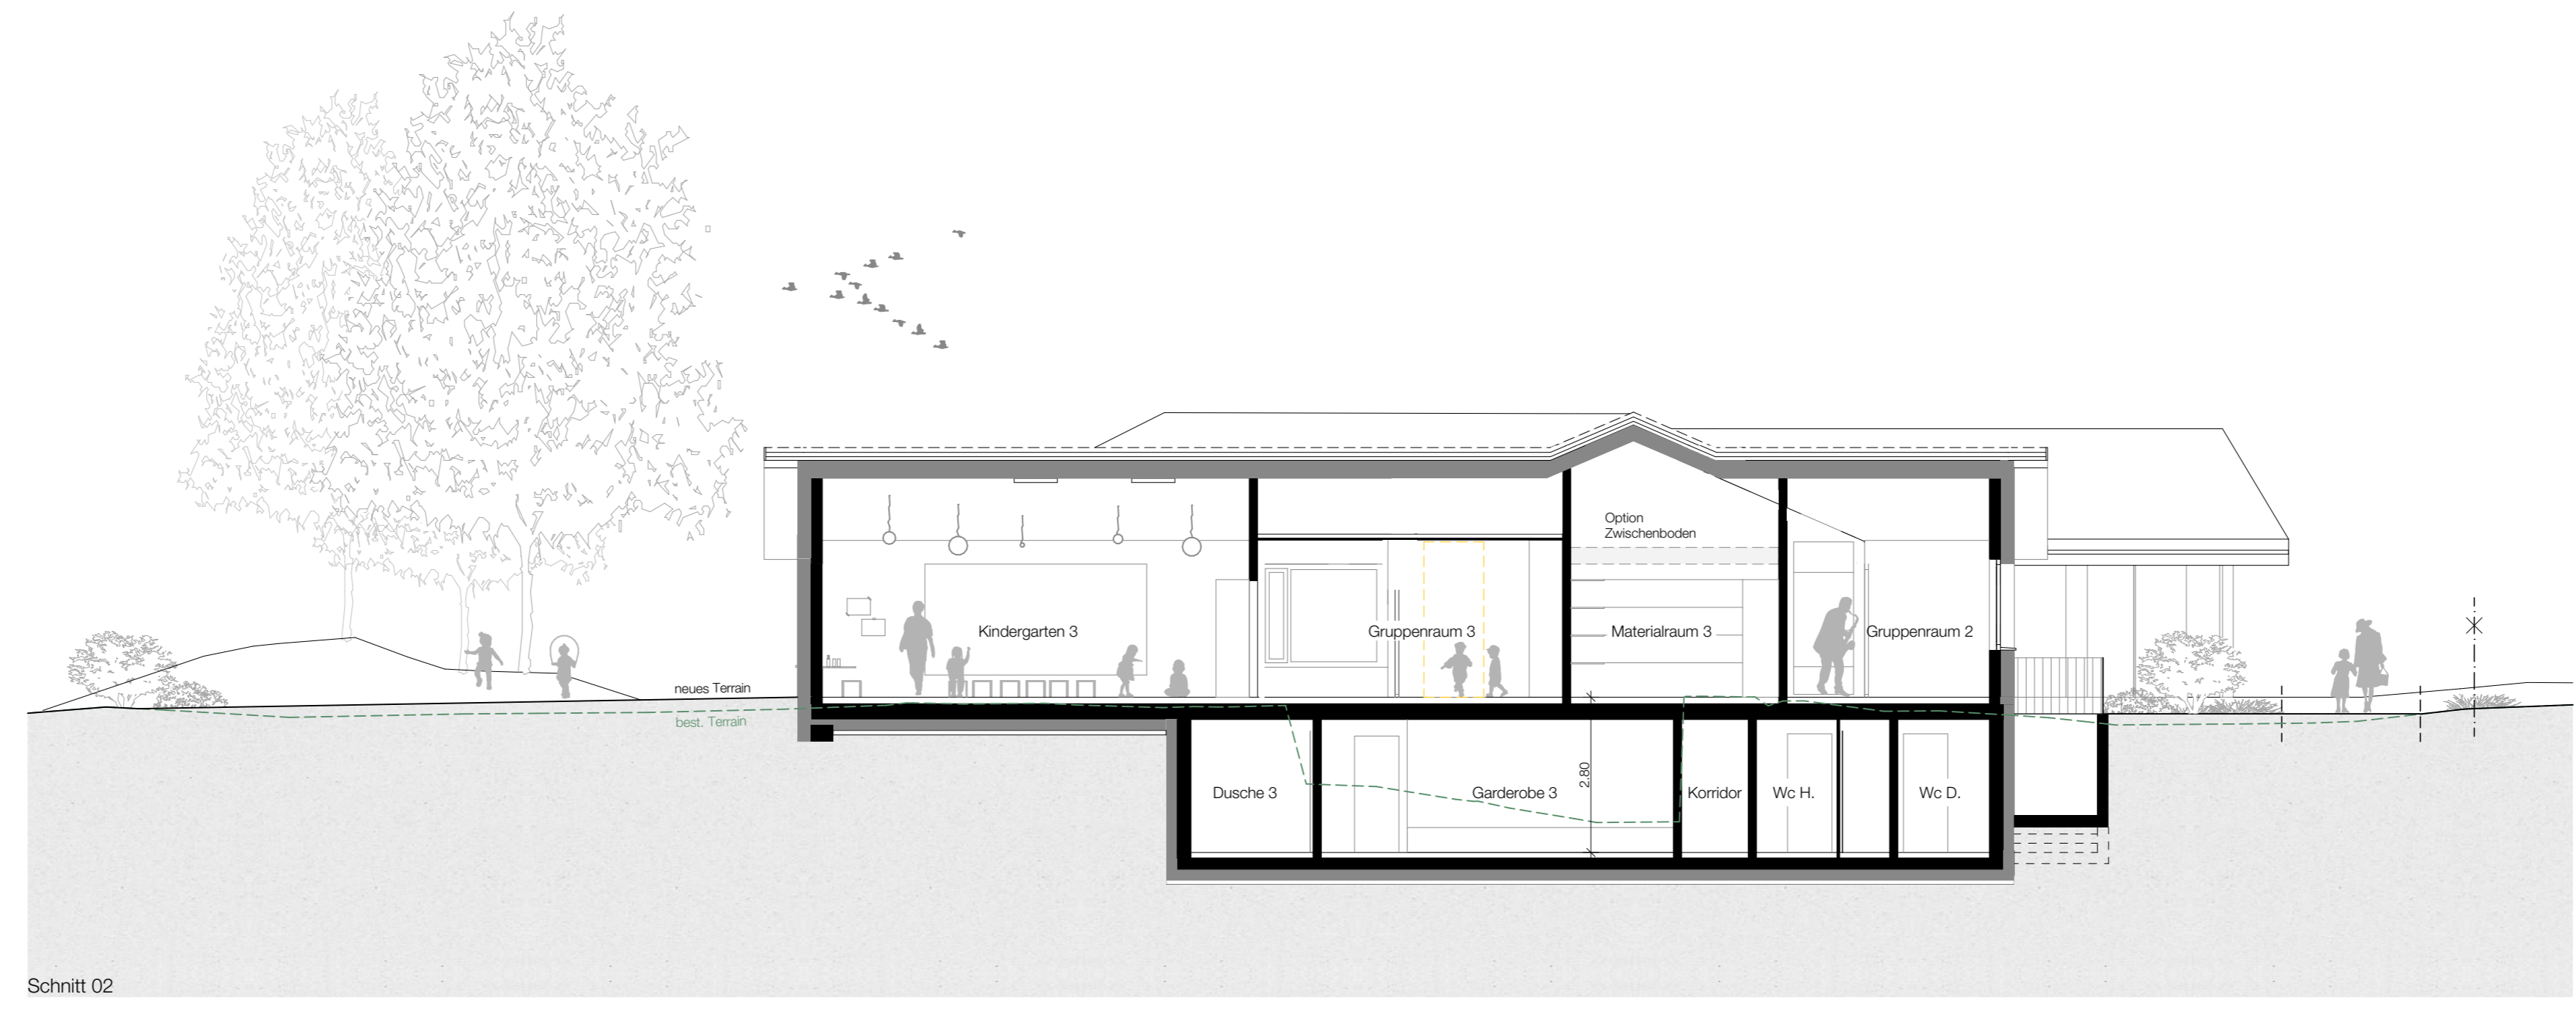 Option
Zwischenboden
Kindergarten 3
Gruppenraum 3
Materialraum 3
Gruppenraum 2
neues Terrain
best. Terrain
2.80
Dusche 3
Garderobe 3
Korridor
Wc H.
Wc D.
Schnitt 02